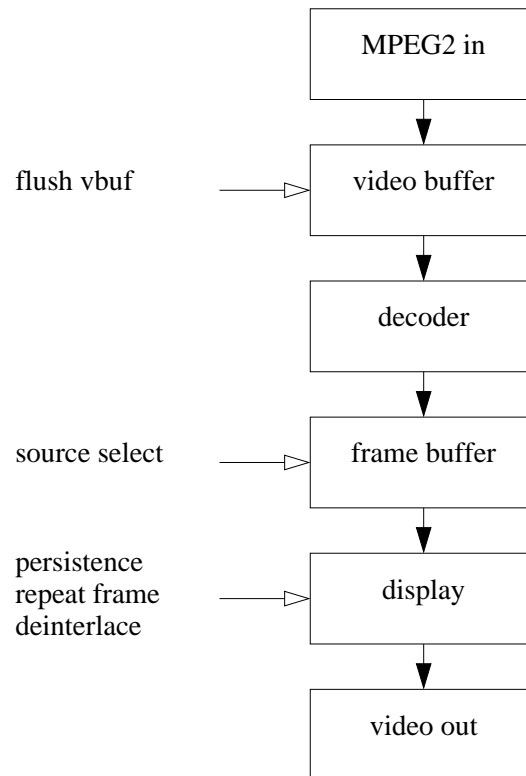 MPEG2 in
flush vbuf
video buffer
decoder
source select
frame buffer
persistence
repeat frame
deinterlace
display
video out